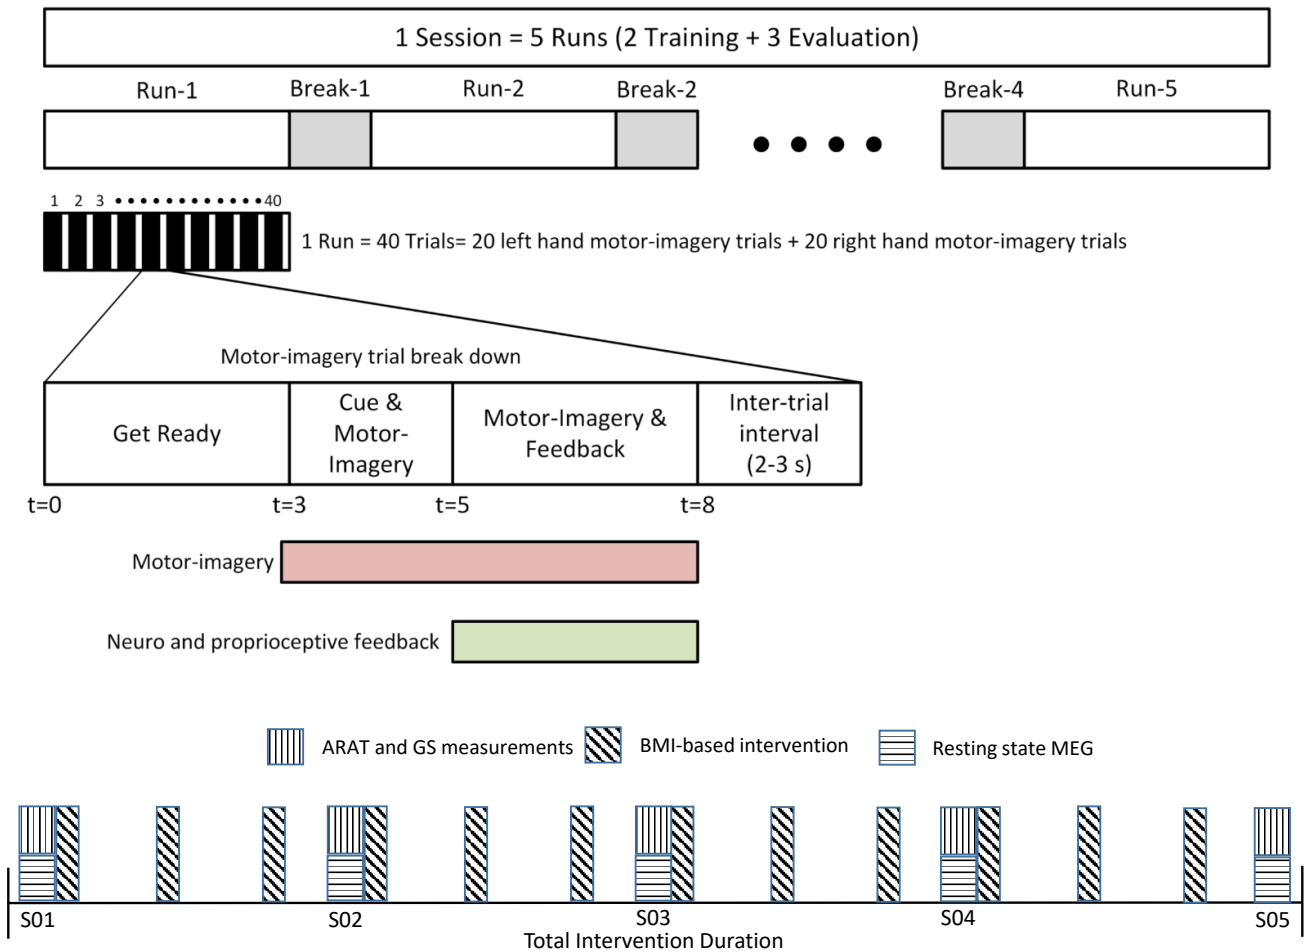 1 Session = 5 Runs (2 Training + 3 Evaluation)
Run-1 Break-1 Run-2 Break-2 Break-4 Run-5
1 2 3 40
1 Run = 40 Trials= 20 left hand motor-imagery trials + 20 right hand motor-imagery trials
Motor-imagery trial break down
Get Ready
Cue &
Motor-
Imagery
Motor-Imagery &
Feedback
Inter-trial
interval
(2-3 s)
t=0 t=3 t=5 t=8
Motor-imagery
Neuro and proprioceptive feedback
ARAT and GS measurements BMI-based intervention Resting state MEG
S01 S02 S03 S04 S05
Total Intervention Duration